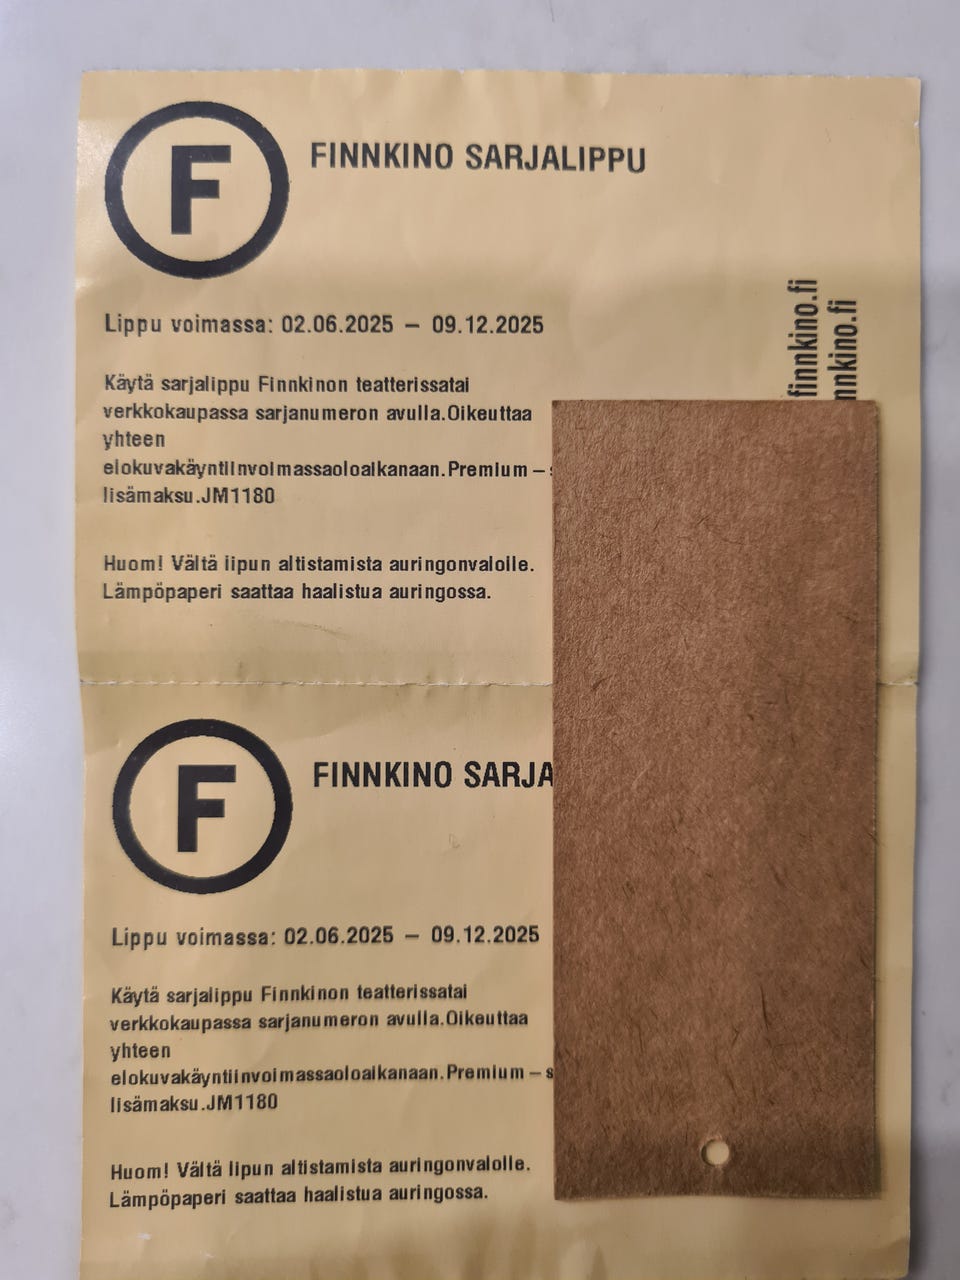 F
FINNKINO SARJALIPPU
finnkino.fi
Lippu voimassa: 02.06.2025 – 09.12.2025
Käytä sarjalippu Finnkinon teatterissatai
verkkokaupassa sarjanumeron avulla.Oikeuttaa
yhteen
elokuvakäyntiinvoimassaoloaikanaan.Premium –
lisämaksu.JM1180
Huom! Vältä lipun altistamista auringonvalolle.
Lämpöpaperi saattaa haalistua auringossa.
F
FINNKINO SARJA
Lippu voimassa: 02.06.2025 – 09.12.2025
Käytä sarjalippu Finnkinon teatterissatai
verkkokaupassa sarjanumeron avulla.Oikeuttaa
yhteen
elokuvakäyntiinvoimassaoloaikanaan.Premium –
lisämaksu.JM1180
Huom! Vältä lipun altistamista auringonvalolle.
Lämpöpaperi saattaa haalistua auringossa.